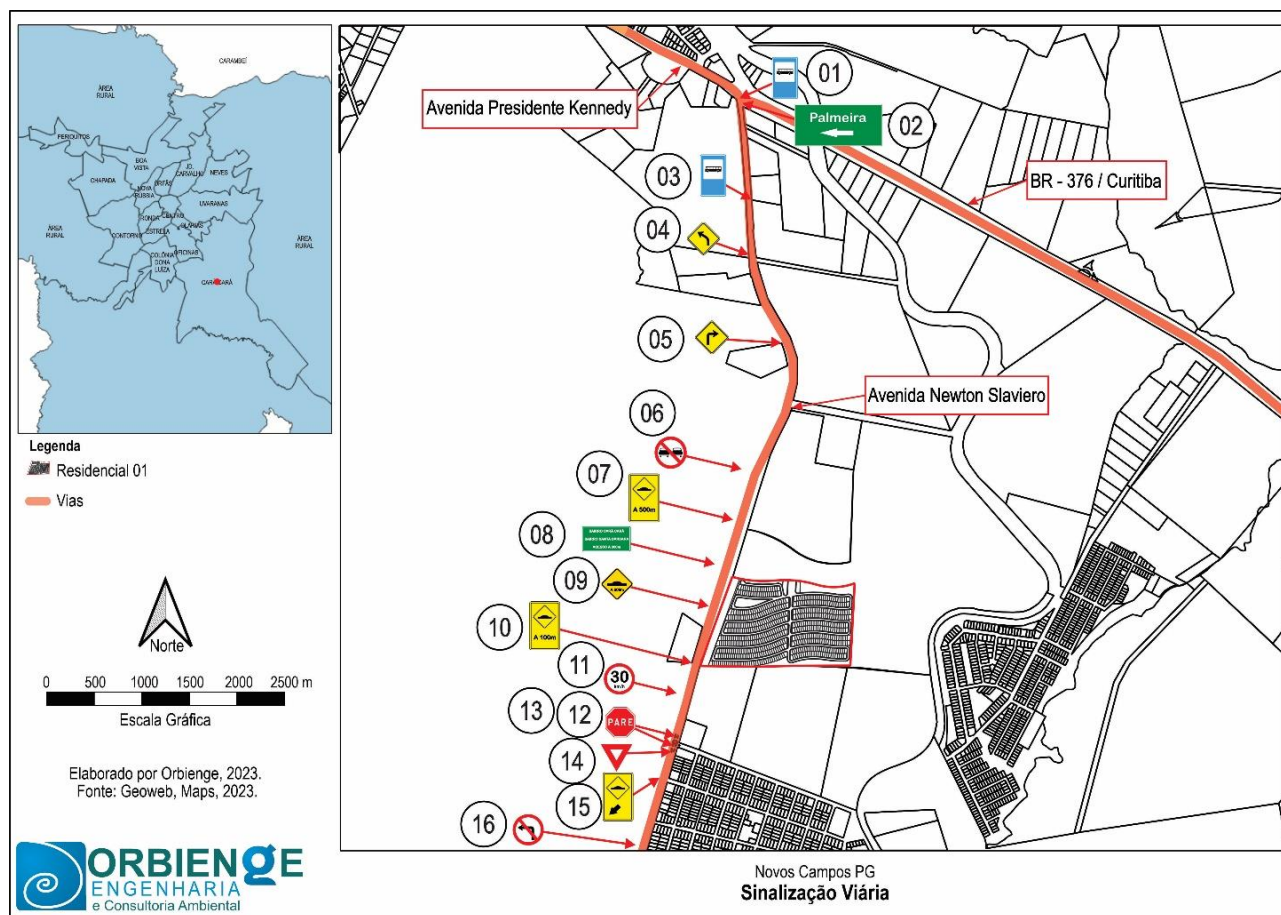 CARAMBEÍ
ÁREA
RURAL
PERIQUITOS
BOA
VISTA
JD.
CARVALHO
NEVES
CHAPADA
NOVA
RÚSSIA
ÓRFÃS
UVARANAS
RONDA
CENTRO
OLARIAS
ESTRELA
ÁREA
RURAL
CONTORNO
ÁREA
RURAL
COLÔNIA
DONA
LUÍZA
OFICINAS
CARÁ-CARÁ
Legenda
Residencial 01
Vias
Norte
0 500 1000 1500 2000 2500 m
Escala Gráfica
Elaborado por Orbienge, 2023.
Fonte: Geoweb, Maps, 2023.
ORBIENGE
ENGENHARIA
e Consultoria Ambiental
Avenida Presidente Kennedy
01
Palmeira
02
BR - 376 / Curitiba
03
04
05
Avenida Newton Slaviero
06
07
A 500m
08
09
10
A 100m
11
30
km/h
13
12
PARE
14
15
16
Novos Campos PG
Sinalização Viária